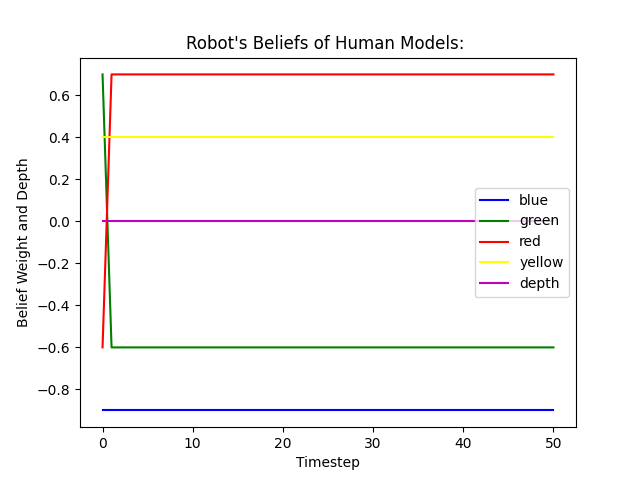 Robot's Beliefs of Human Models:
Belief Weight and Depth
0.6
0.4
0.2
0.0
−0.2
−0.4
−0.6
−0.8
blue
green
red
yellow
depth
0 10 20 30 40 50
Timestep